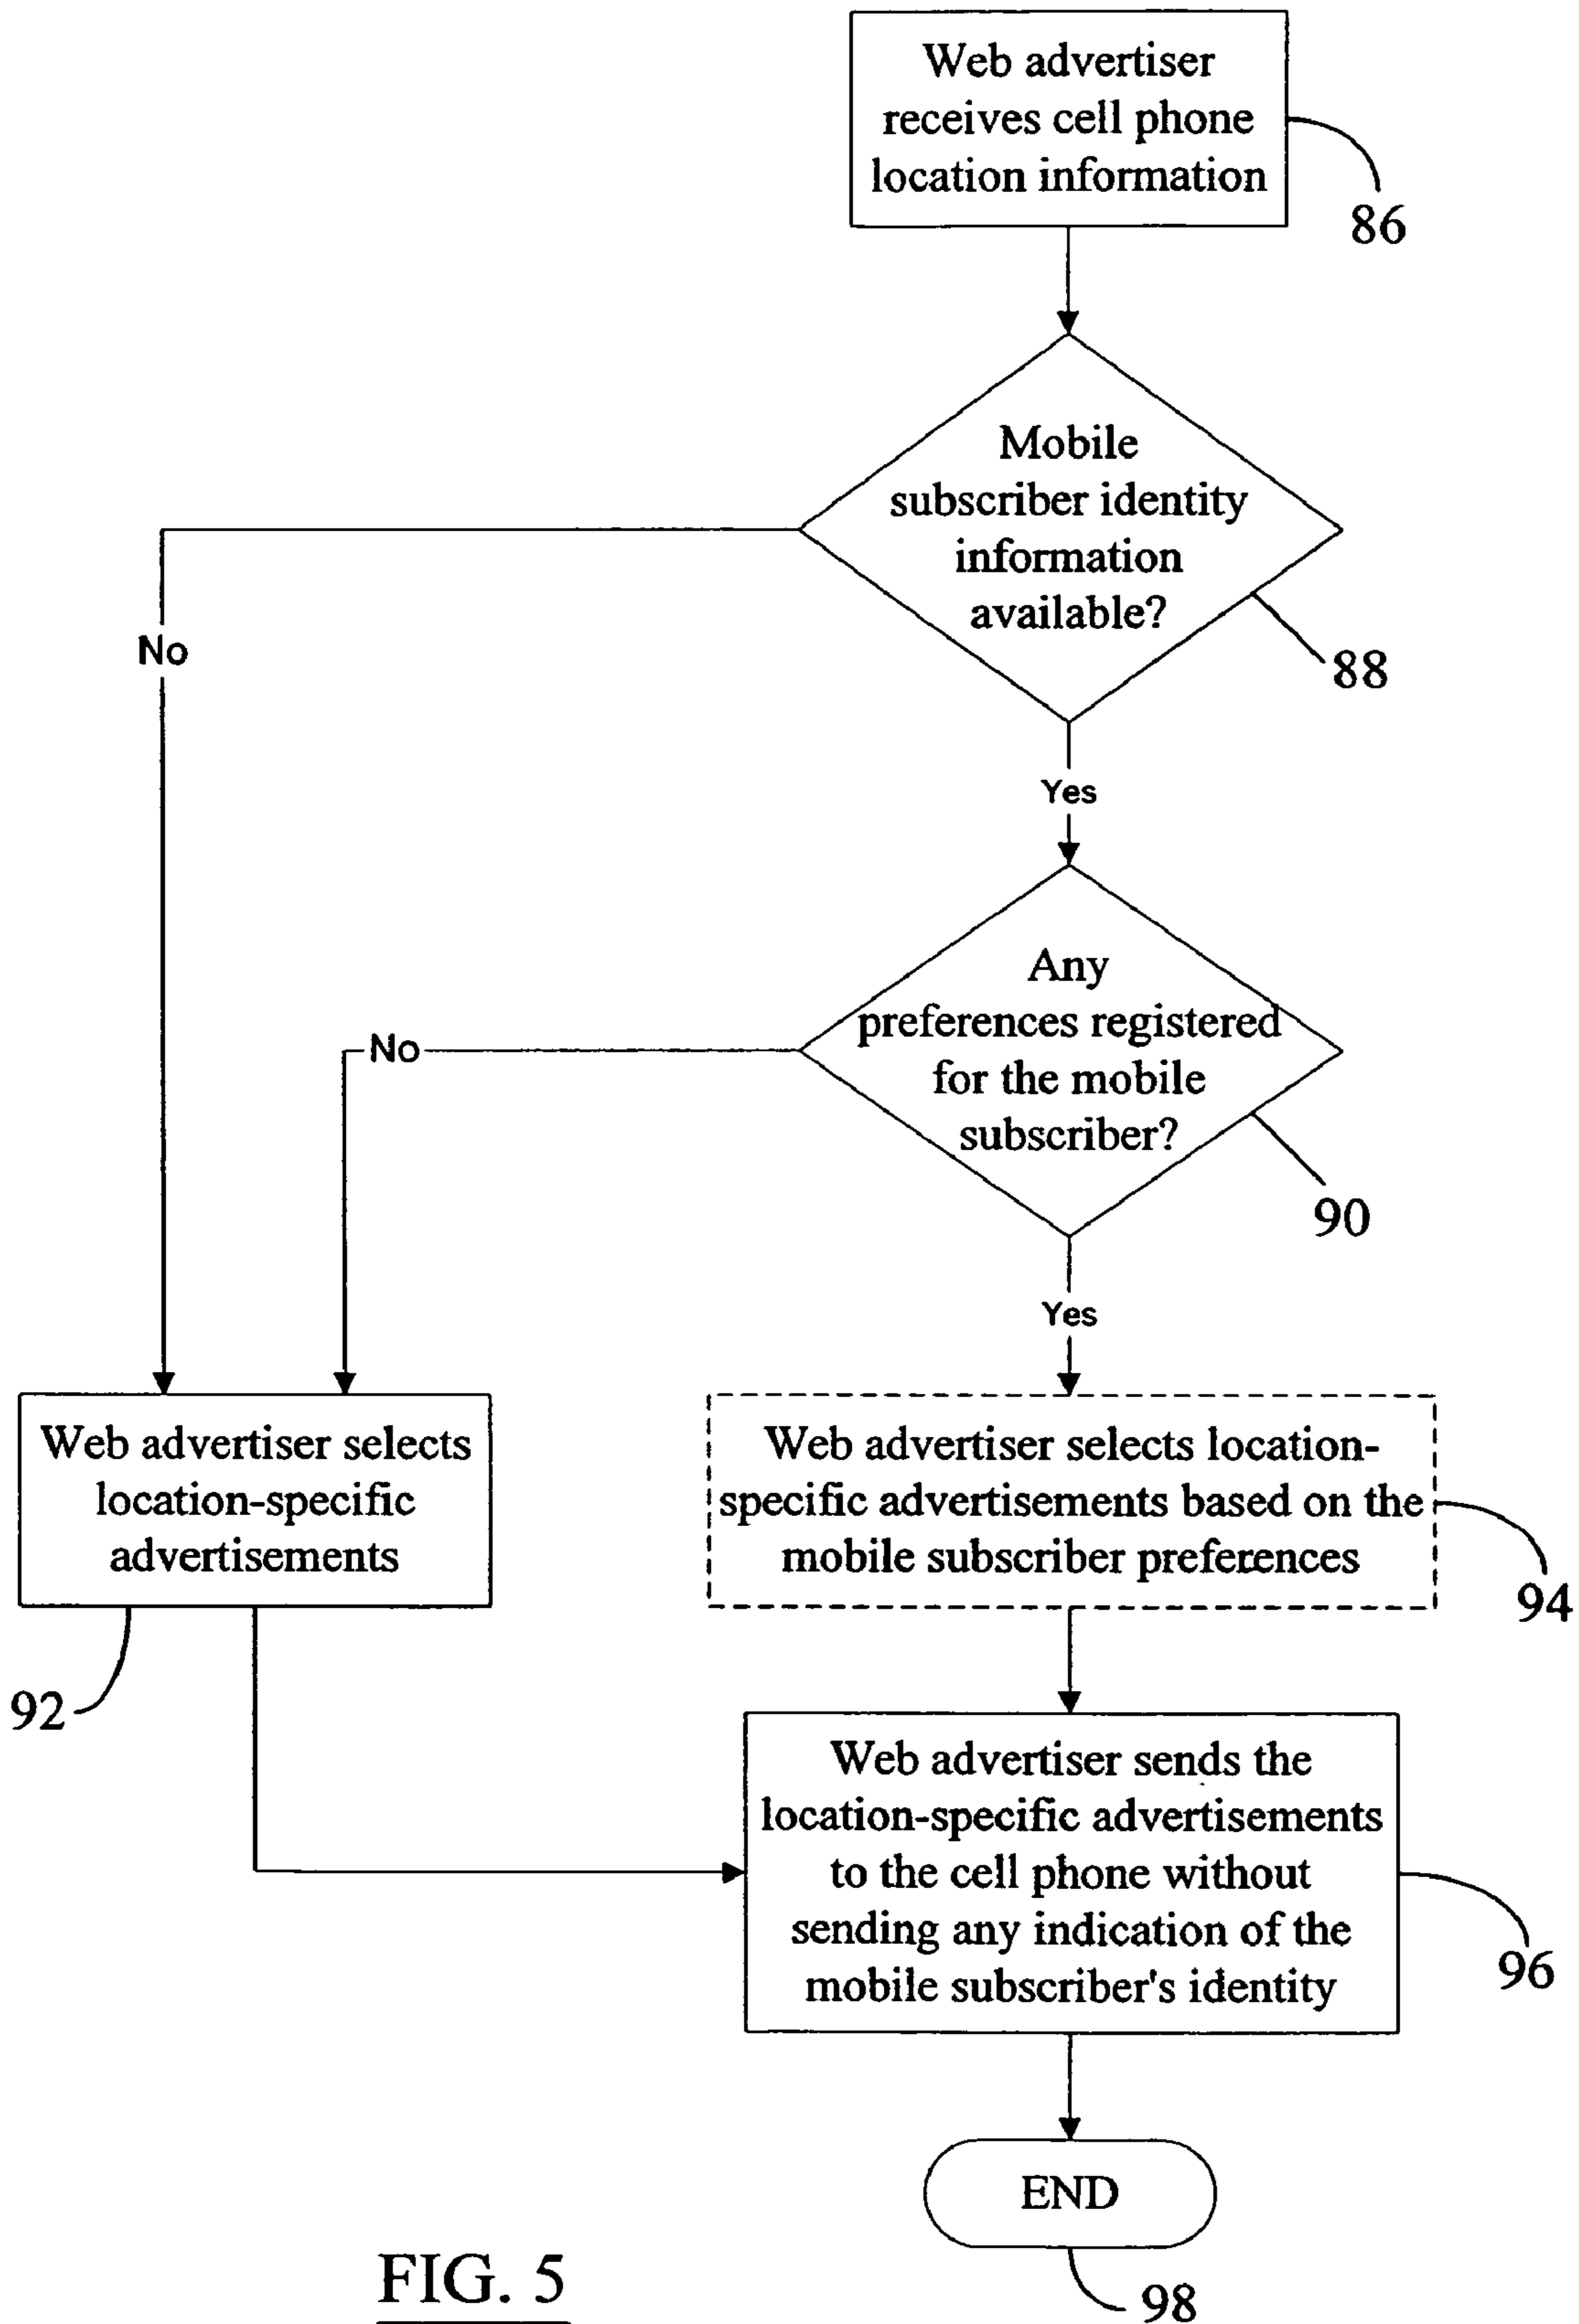 Web advertiser
receives cell phone
location information
86
Mobile
subscriber identity
information
available?
88
No
Yes
Any
preferences registered
for the mobile
subscriber?
90
No
Yes
Web advertiser selects
location-specific
advertisements
92
Web advertiser selects location-
specific advertisements based on the
mobile subscriber preferences
94
Web advertiser sends the
location-specific advertisements
to the cell phone without
sending any indication of the
mobile subscriber's identity
96
END
98
FIG. 5